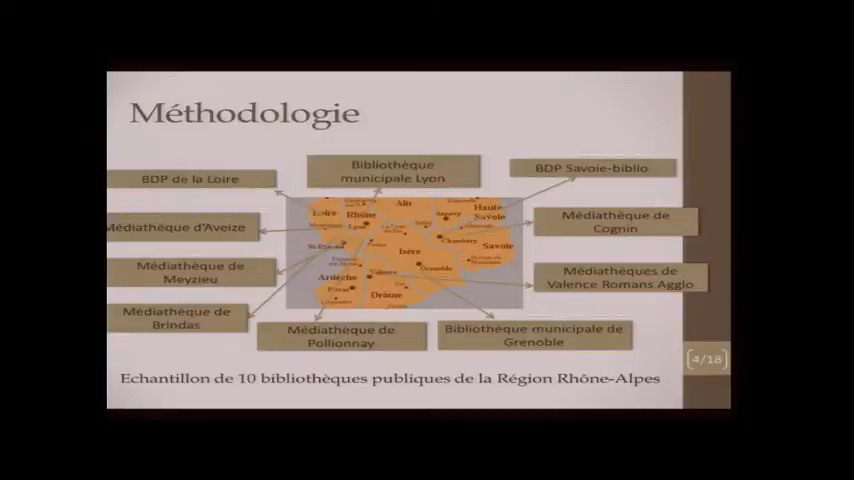 Méthodologie
BDP de la Loire
Bibliothèque
municipale Lyon
BDP Savoie-biblio
Médiathèque d'Aveize
Médiathèque de
Cognin
Médiathèque de
Meyzieu
Médiathèques de
Valence Romans Agglo
Médiathèque de
Brindas
Médiathèque de
Pollionnay
Bibliothèque municipale de
Grenoble
Loire
Rhône
Ain
Haute
Savoie
Annecy
Lyon
Chambéry
Savoie
Isère
Grenoble
Ardèche
Valence
Privas
Drôme
4/18
Echantillon de 10 bibliothèques publiques de la Région Rhône-Alpes